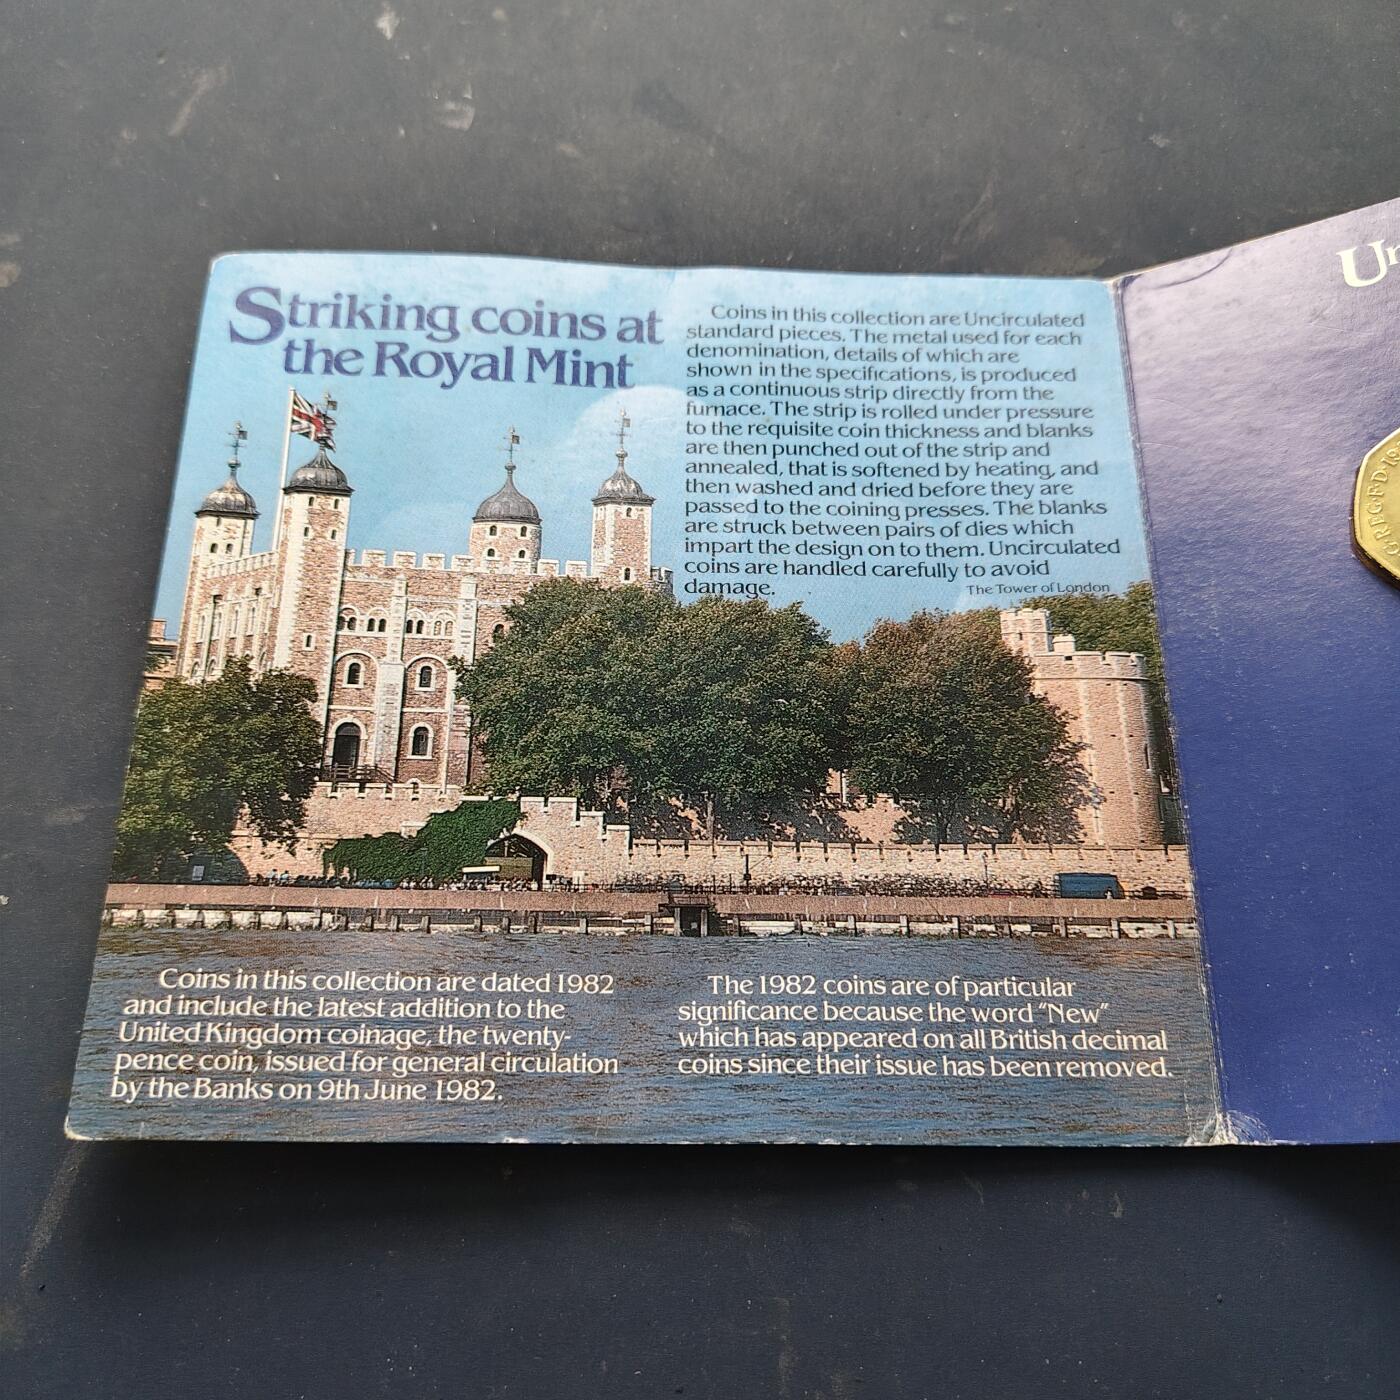 Striking coins at
the Royal Mint
Coins in this collection are Uncirculated
standard pieces. The metal used for each
denomination, details of which are
shown in the specifications, is produced
as a continuous strip directly from the
furnace. The strip is rolled under pressure
to the requisite coin thickness and blanks
are then punched out of the strip and
annealed, that is softened by heating, and
then washed and dried before they are
passed to the coining presses. The blanks
are struck between pairs of dies which
impart the design on to them. Uncirculated
coins are handled carefully to avoid
damage.
The Tower of London
Coins in this collection are dated 1982
and include the latest addition to the
United Kingdom coinage, the twenty-
pence coin, issued for general circulation
by the Banks on 9th June 1982.
The 1982 coins are of particular
significance because the word “New”
which has appeared on all British decimal
coins since their issue has been removed.
Un
REG·F·D·19